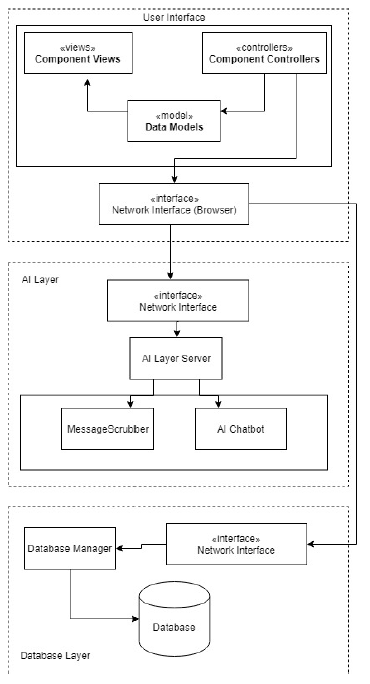 User Interface
«views»
Component Views
«controllers»
Component Controllers
«model»
Data Models
«interface»
Network Interface (Browser)
AI Layer
«interface»
Network Interface
AI Layer Server
MessageScrubber
AI Chatbot
«interface»
Network Interface
Database Manager
Database
Database Layer